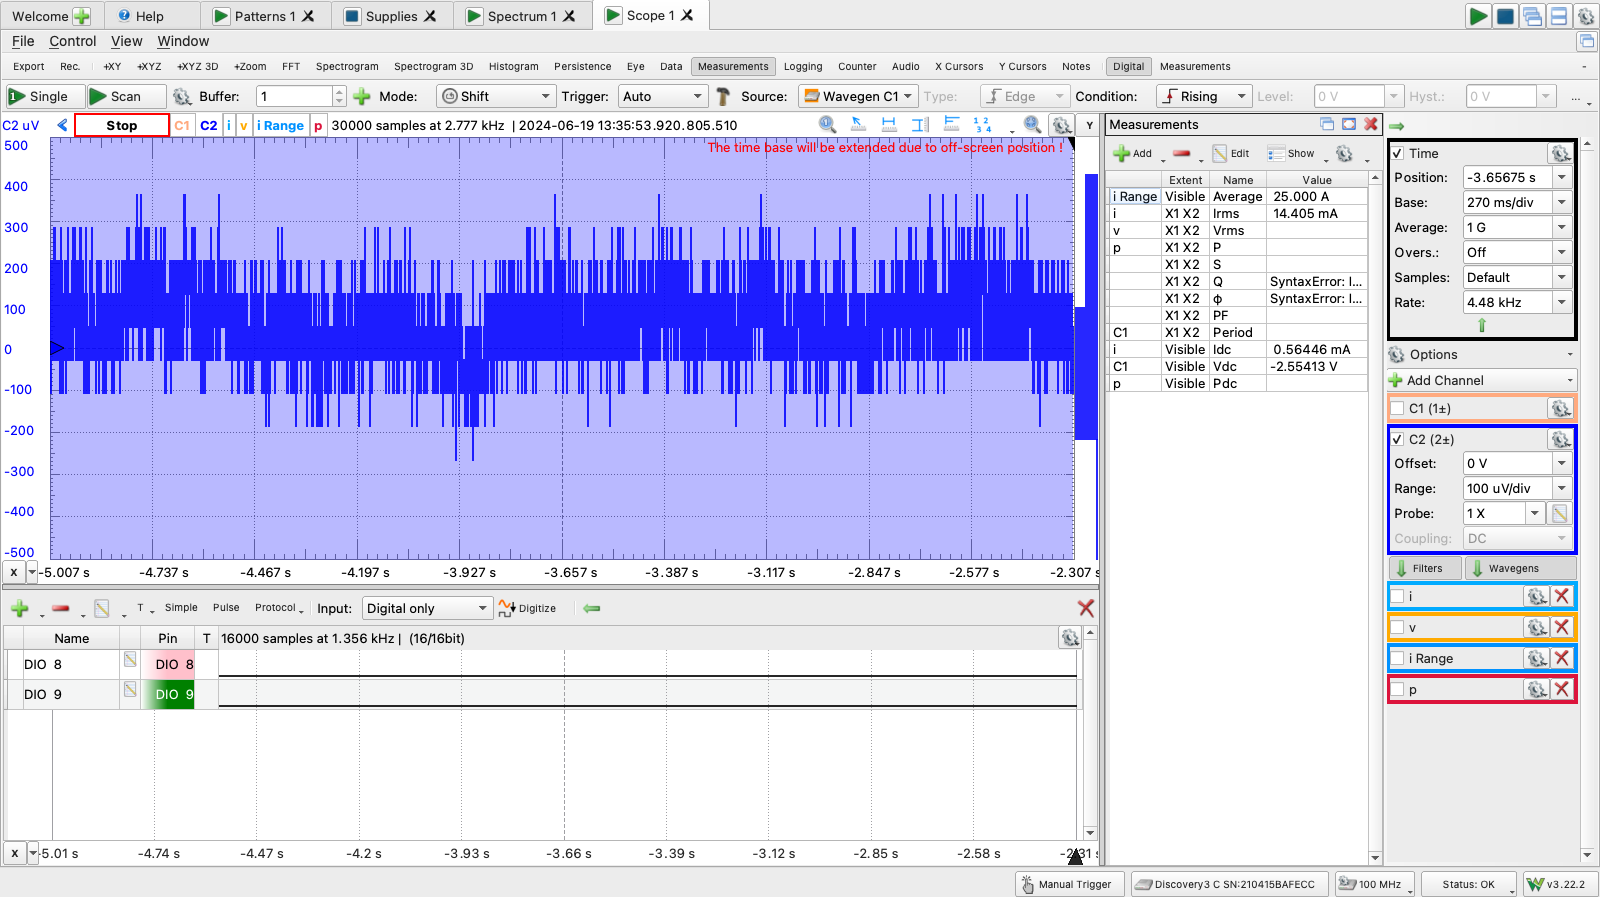 Welcome Help Patterns 1 X Supplies X Spectrum 1 X Scope 1 X
File Control View Window
Export Rec. +XY +XYZ +XYZ 3D +Zoom FFT Spectrogram Spectrogram 3D Histogram Persistence Eye Data Measurements Logging Counter Audio X Cursors Y Cursors Notes Digital Measurements -
Single Scan Buffer: 1 Mode: Shift Trigger: Auto Source: Wavegen C1 Type: Edge Condition: Rising Level: 0 V Hyst.: 0 V ...
C2 uV Stop C1 C2 i v i Range p 30000 samples at 2.777 kHz | 2024-06-19 13:35:53.920.805.510 Y
The time base will be extended due to off-screen position !
500
400
300
200
100
0
-100
-200
-300
-400
-500
X -5.007 s -4.737 s -4.467 s -4.197 s -3.927 s -3.657 s -3.387 s -3.117 s -2.847 s -2.577 s -2.307 s
T Simple Pulse Protocol Input: Digital only Digitize
Name Pin T 16000 samples at 1.356 kHz | (16/16bit)
DIO 8 DIO 8
DIO 9 DIO 9
X -5.01 s -4.74 s -4.47 s -4.2 s -3.93 s -3.66 s -3.39 s -3.12 s -2.85 s -2.58 s -2.31 s
Measurements
Add Edit Show
Extent Name Value
i Range Visible Average 25.000 A
i X1 X2 Irms 14.405 mA
v X1 X2 Vrms
p X1 X2 P
X1 X2 S
X1 X2 Q SyntaxError: I...
X1 X2 ϕ SyntaxError: I...
X1 X2 PF
C1 X1 X2 Period
i Visible Idc 0.56446 mA
C1 Visible Vdc -2.55413 V
p Visible Pdc
Time
Position: -3.65675 s
Base: 270 ms/div
Average: 1 G
Overs.: Off
Samples: Default
Rate: 4.48 kHz
Options
Add Channel
C1 (1±)
C2 (2±)
Offset: 0 V
Range: 100 uV/div
Probe: 1 X
Coupling: DC
Filters Wavegens
i
v
i Range
p
Manual Trigger Discovery3 C SN:210415BAFECC 100 MHz Status: OK W v3.22.2